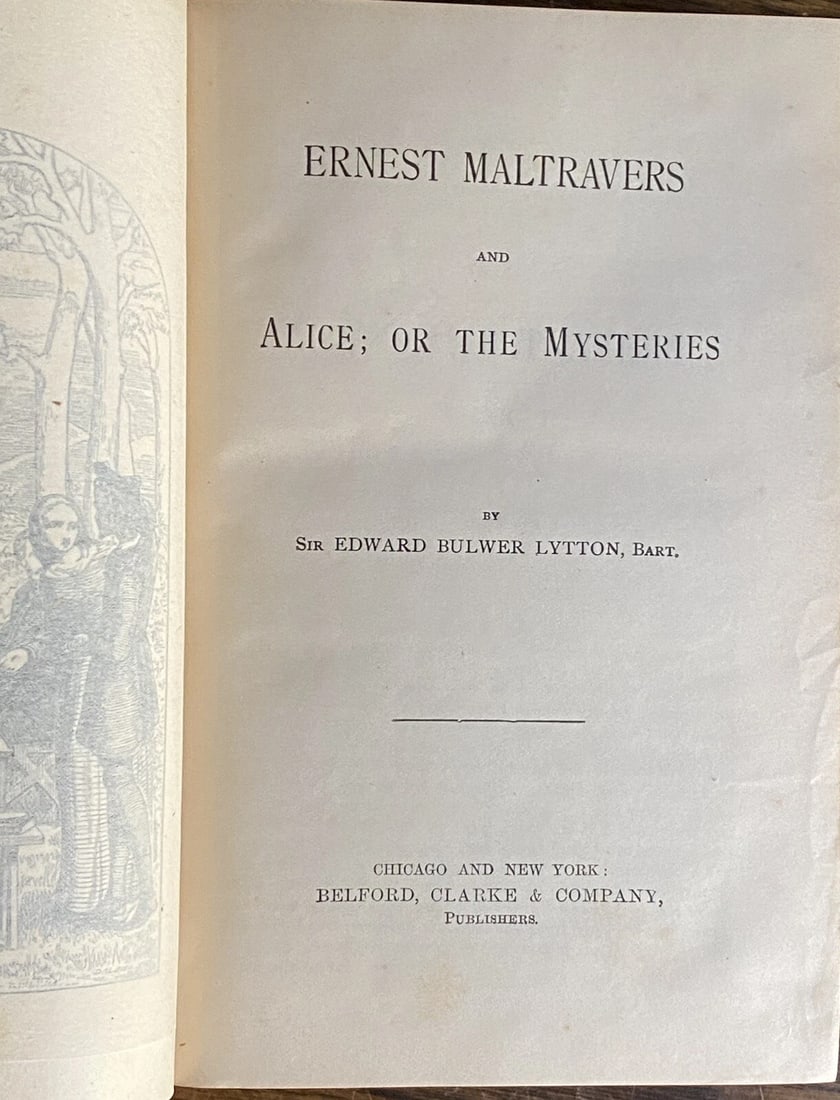 ERNEST MALTRAVERS
AND
ALICE; OR THE MYSTERIES
BY
SIR EDWARD BULWER LYTTON, BART.
CHICAGO AND NEW YORK:
BELFORD, CLARKE & COMPANY,
PUBLISHERS.